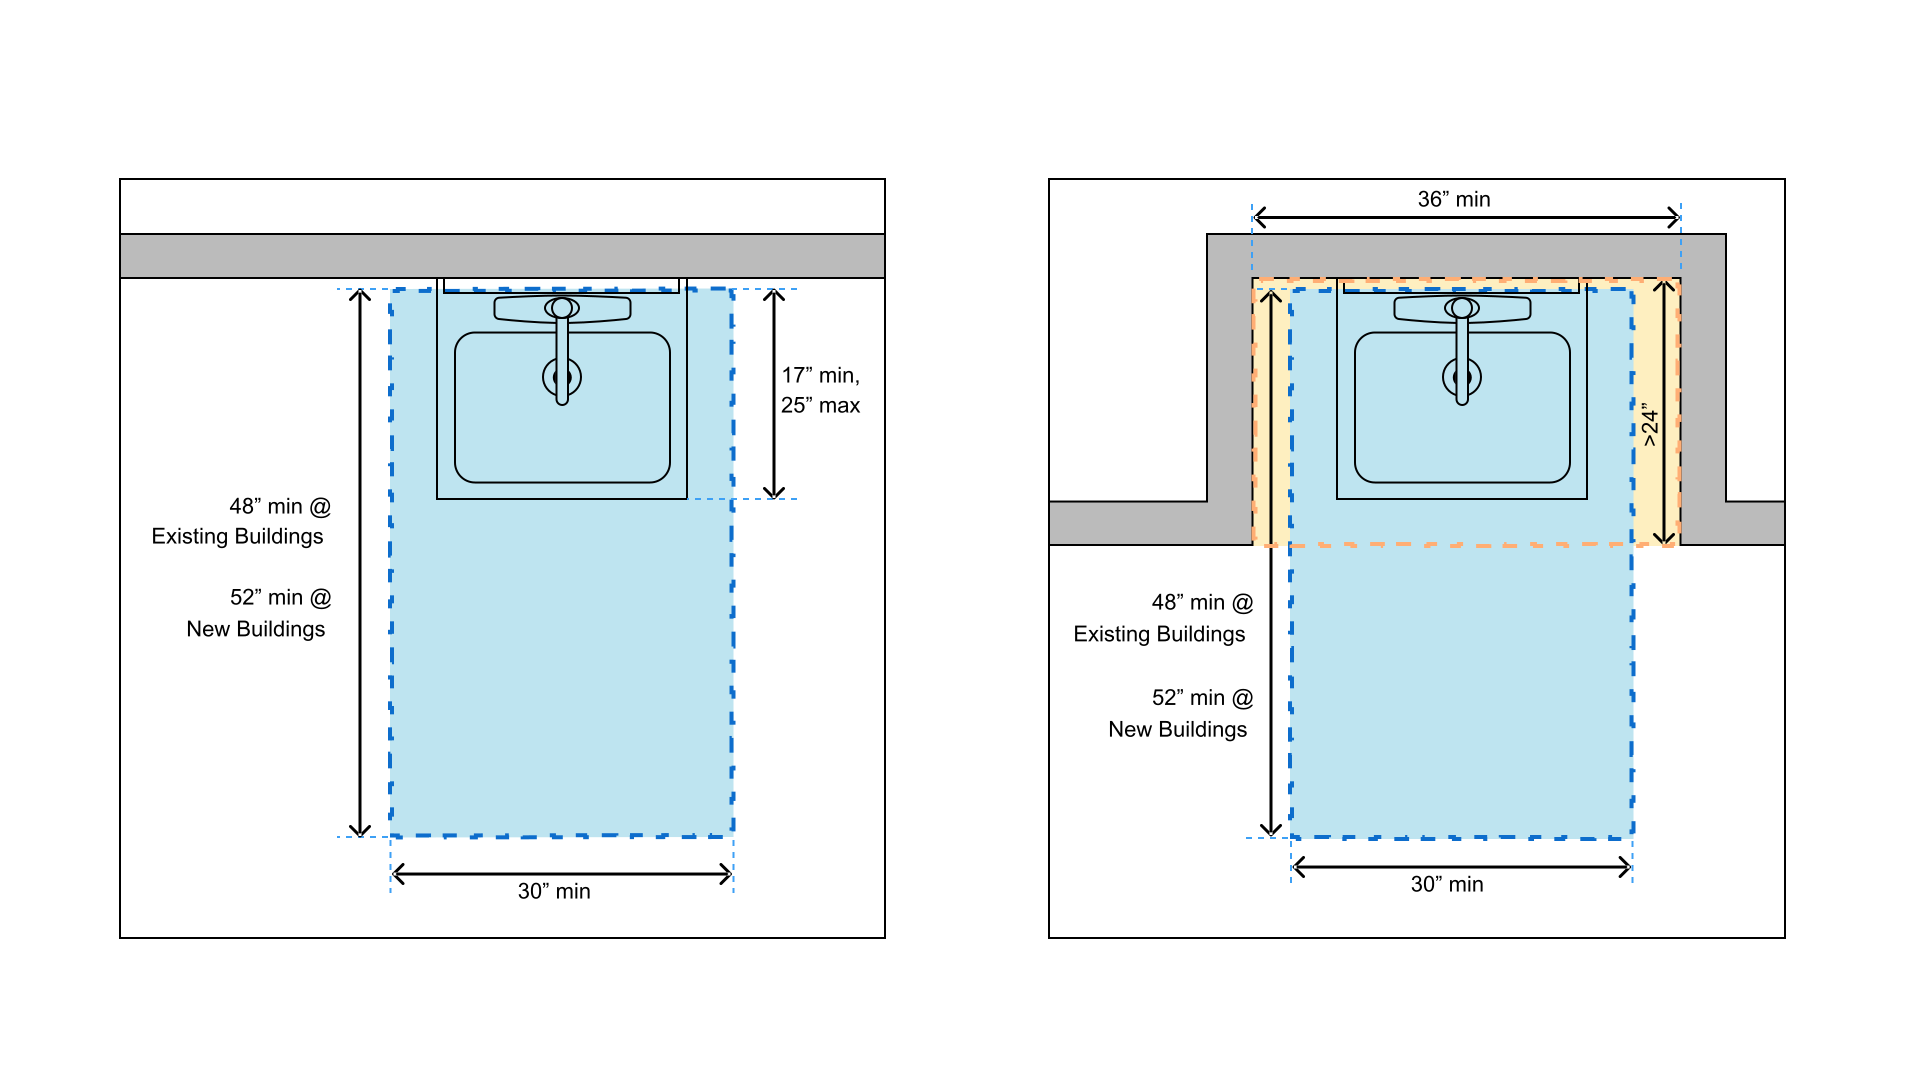 17” min,
25” max
48” min @
Existing Buildings
52” min @
New Buildings
30” min
36” min
>24”
48” min @
Existing Buildings
52” min @
New Buildings
30” min